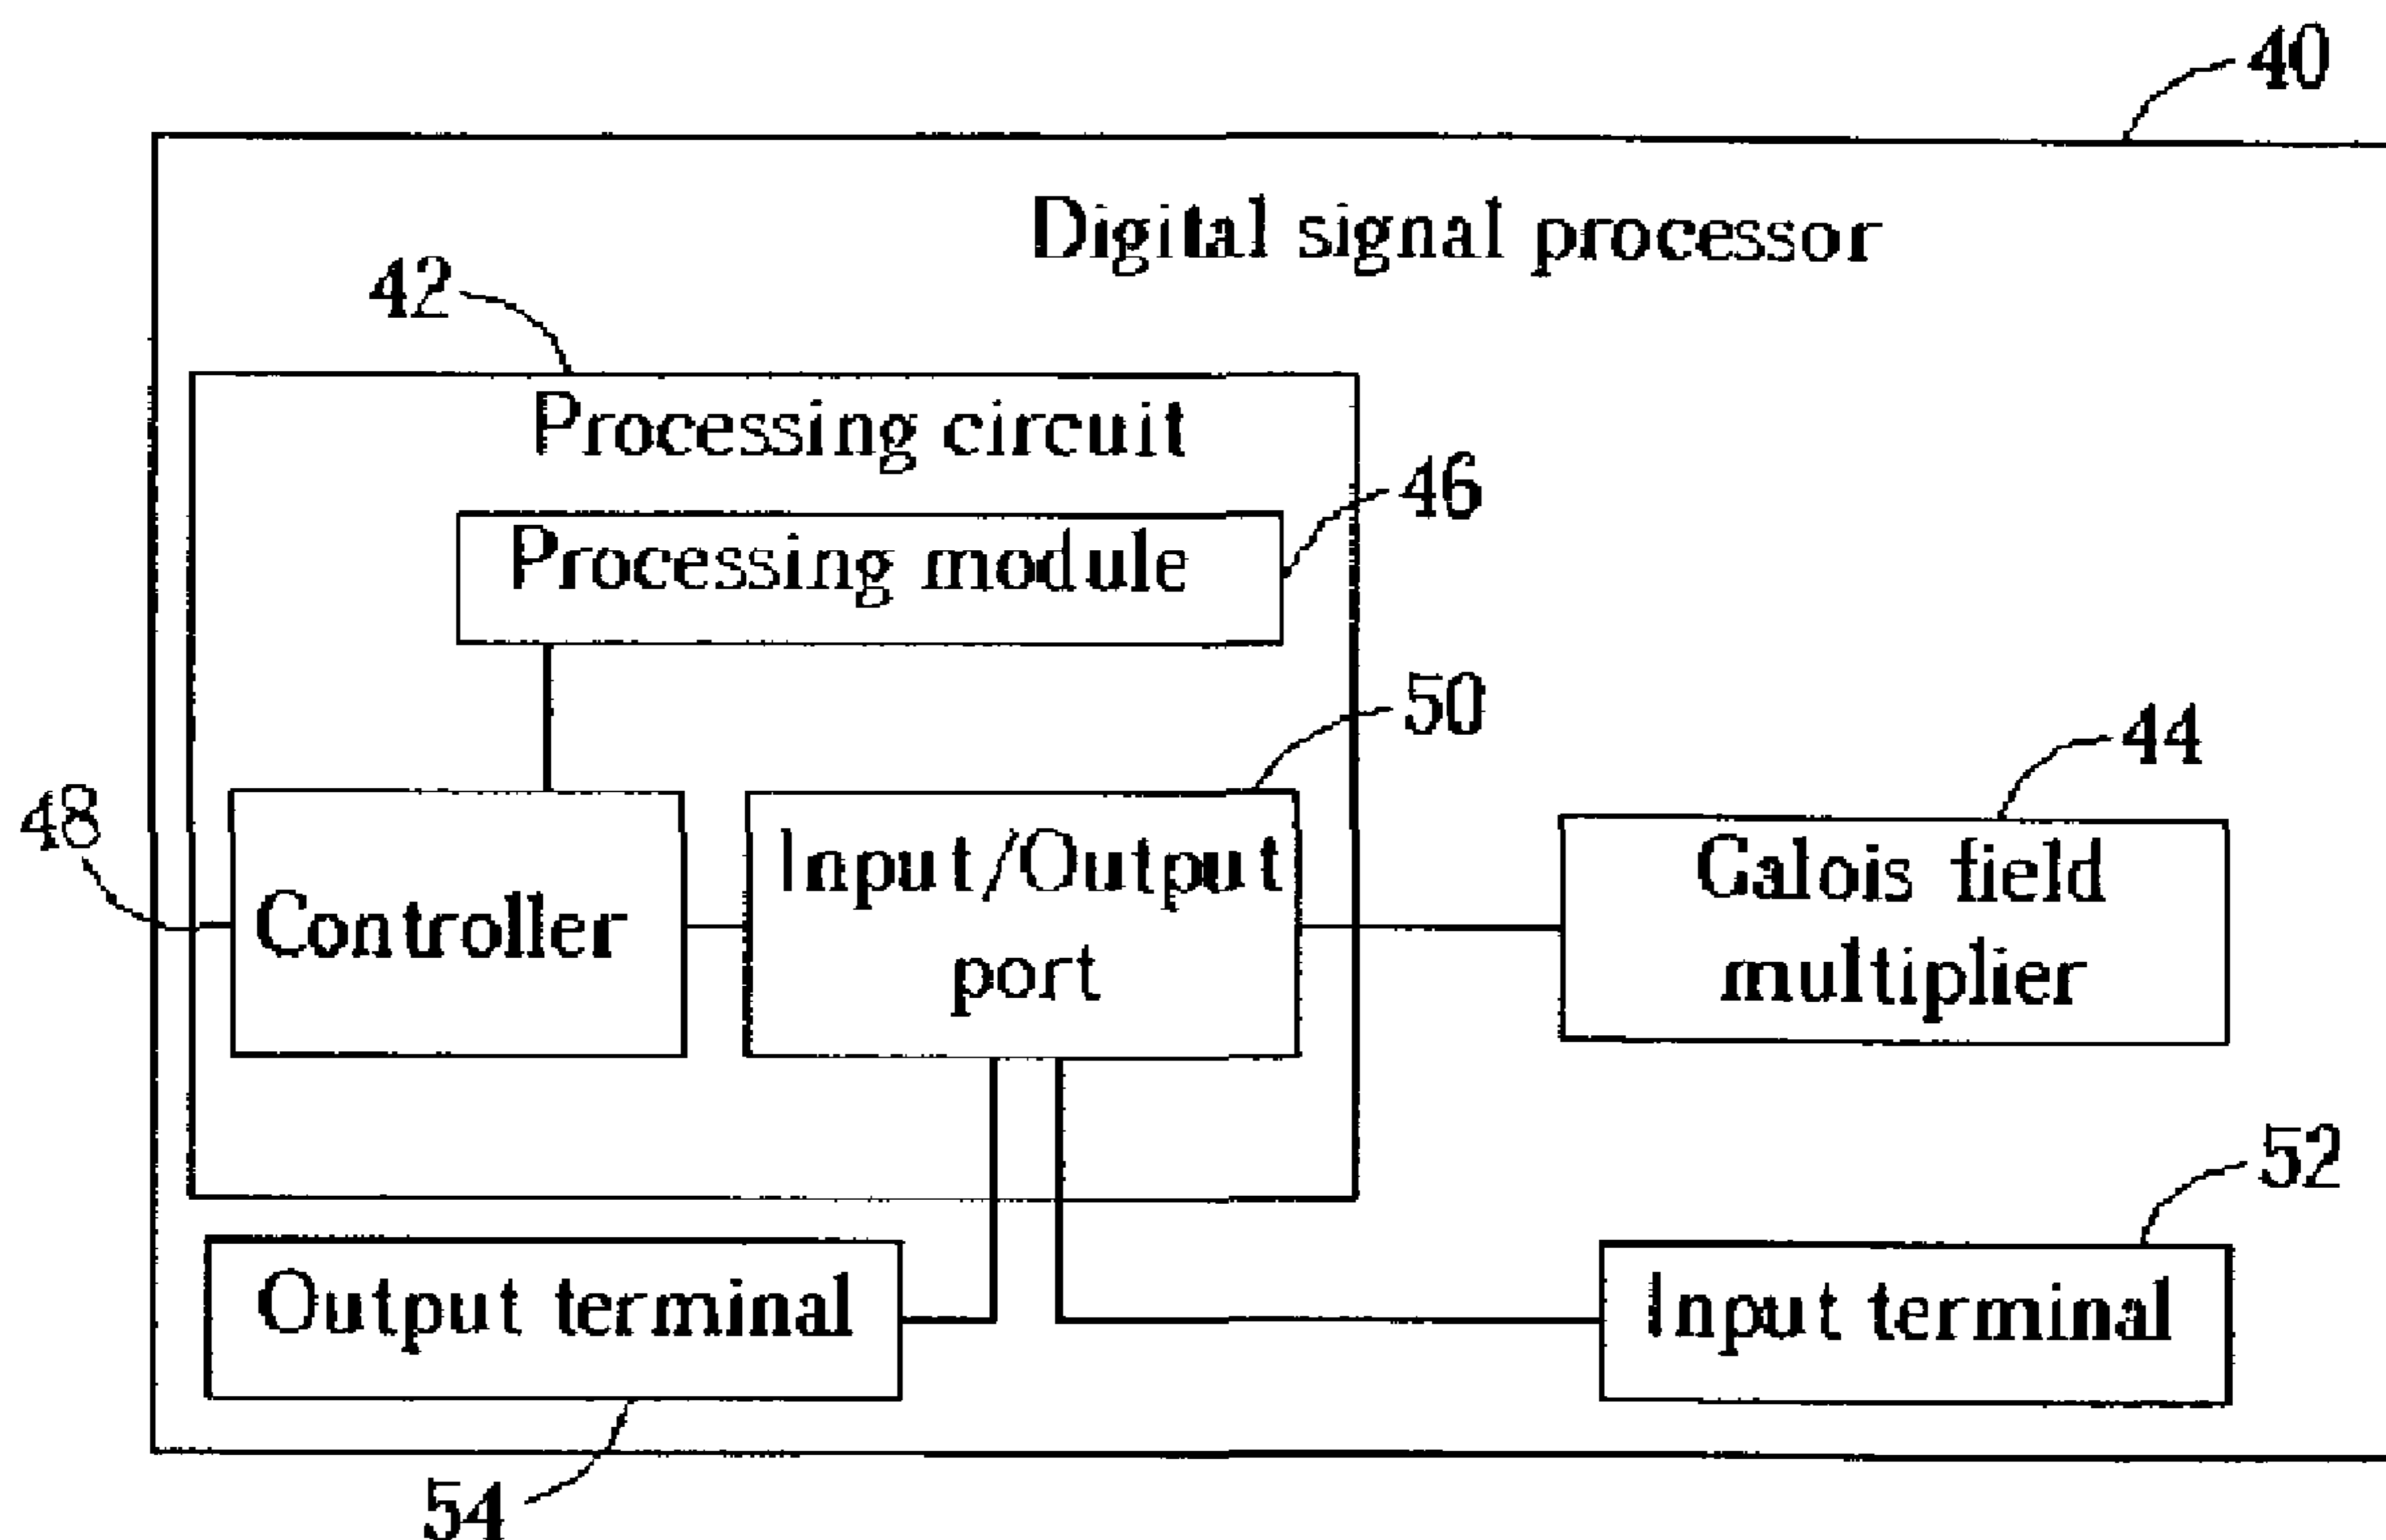 40
Digital signal processor
42
Processing circuit
46
Processing module
50
44
48
Controller
Input/Output
port
Galois field
multiplier
52
Output terminal
Input terminal
54